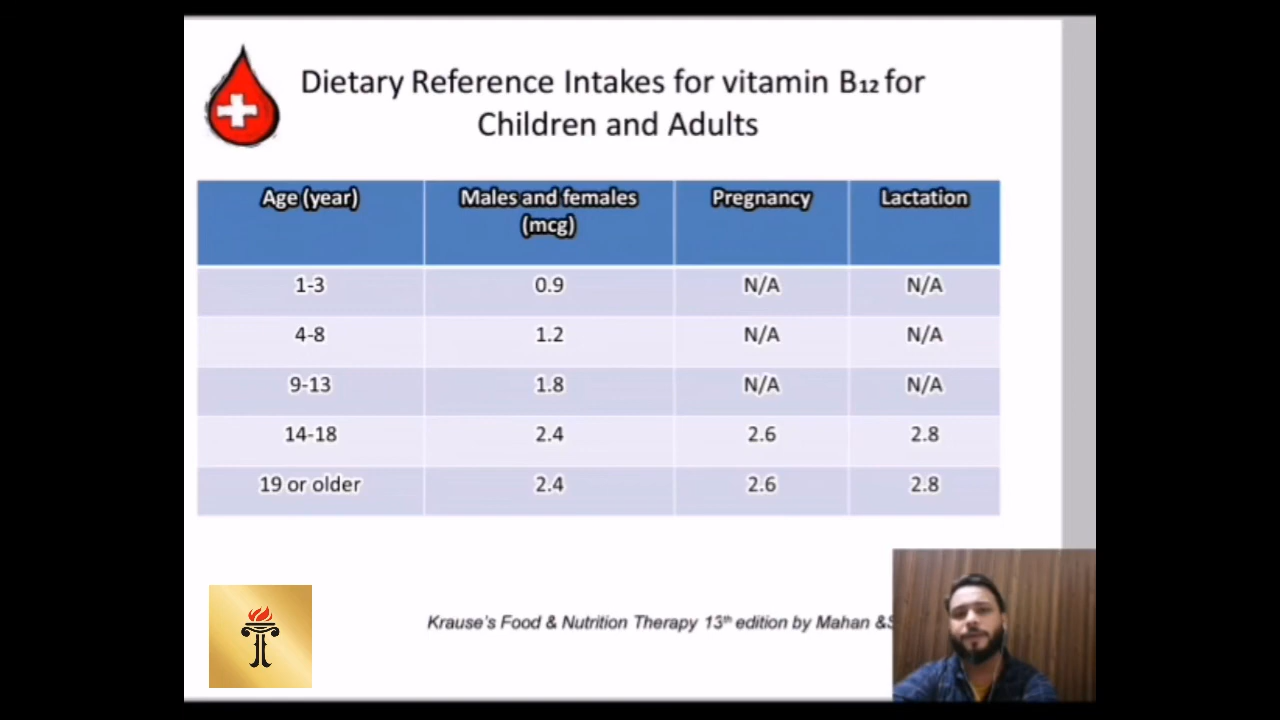 Dietary Reference Intakes for vitamin B₁₂ for
Children and Adults
Age (year) Males and females (mcg) Pregnancy Lactation
1-3 0.9 N/A N/A
4-8 1.2 N/A N/A
9-13 1.8 N/A N/A
14-18 2.4 2.6 2.8
19 or older 2.4 2.6 2.8
Krause's Food & Nutrition Therapy 13th edition by Mahan &